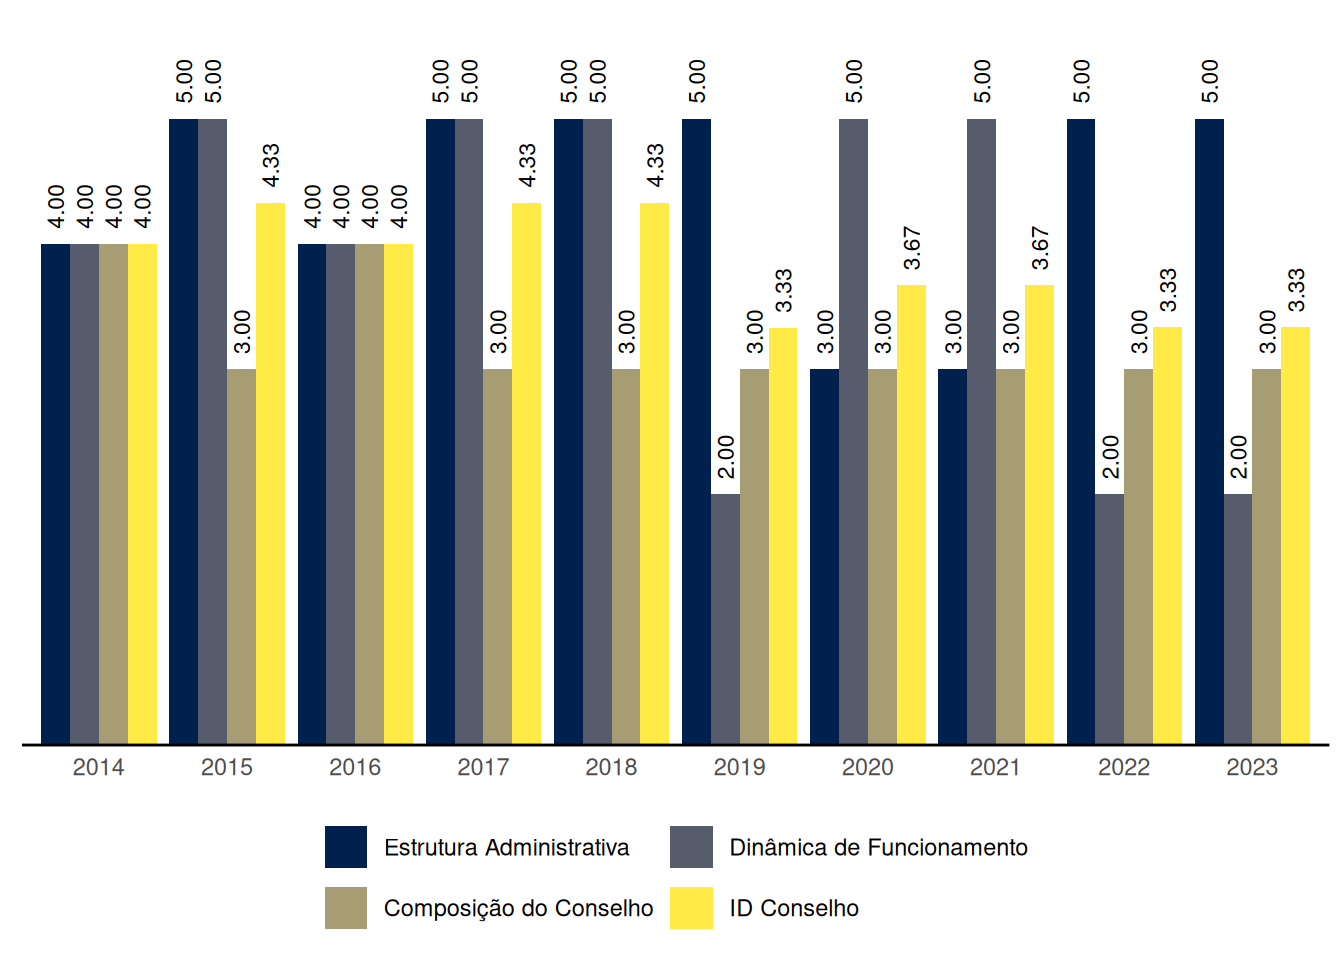 5.00 5.00 5.00 5.00 5.00 5.00 5.00 5.00 5.00 5.00 5.00
4.33 4.33 4.33
4.00 4.00 4.00 4.00 4.00 4.00 4.00 4.00
3.67 3.67
3.33 3.33 3.33
3.00 3.00 3.00 3.00 3.00 3.00 3.00 3.00 3.00 3.00
2.00 2.00 2.00
2014 2015 2016 2017 2018 2019 2020 2021 2022 2023
Estrutura Administrativa Dinâmica de Funcionamento
Composição do Conselho ID Conselho